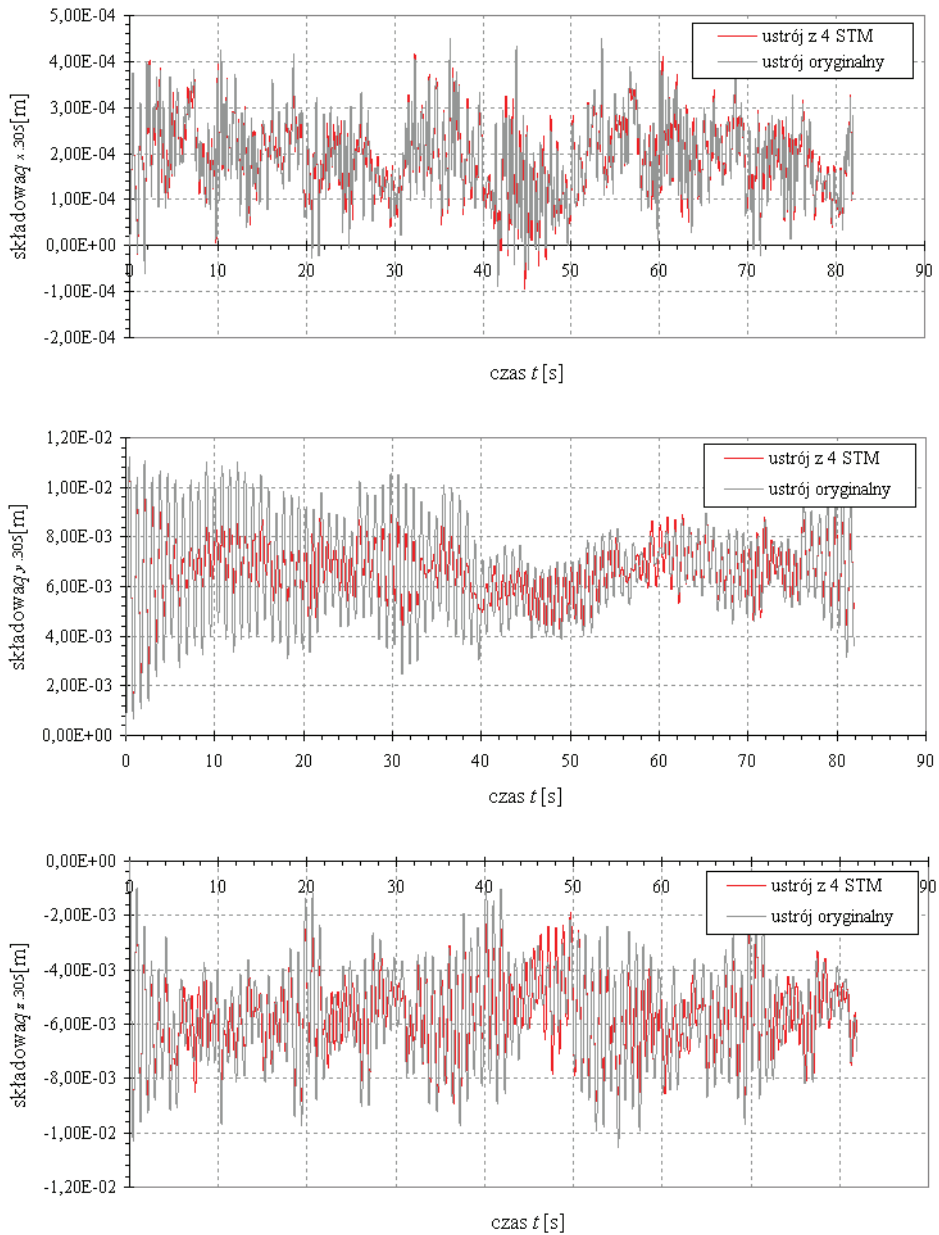 5,00E-04
4,00E-04
3,00E-04
2,00E-04
1,00E-04
0,00E+00
-1,00E-04
-2,00E-04
składowa q x 305 [m]
ustrój z 4 STM
ustrój oryginalny
0 10 20 30 40 50 60 70 80 90
czas t [s]
1,20E-02
1,00E-02
8,00E-03
6,00E-03
4,00E-03
2,00E-03
0,00E+00
składowa q y 305 [m]
ustrój z 4 STM
ustrój oryginalny
0 10 20 30 40 50 60 70 80 90
czas t [s]
0,00E+00
-2,00E-03
-4,00E-03
-6,00E-03
-8,00E-03
-1,00E-02
-1,20E-02
składowa q z 305 [m]
0 10 20 30 40 50 60 70 80 90
ustrój z 4 STM
ustrój oryginalny
czas t [s]